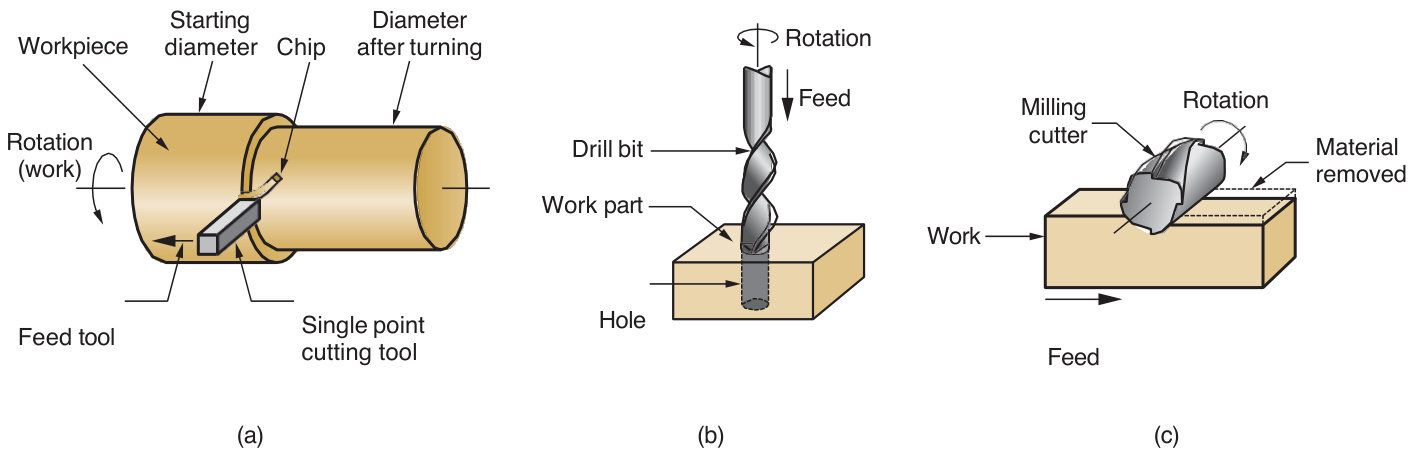 Workpiece
Starting
diameter
Chip
Diameter
after turning
Rotation
(work)
Feed tool
Single point
cutting tool
(a)
Rotation
Feed
Drill bit
Work part
Hole
(b)
Milling
cutter
Rotation
Material
removed
Work
Feed
(c)